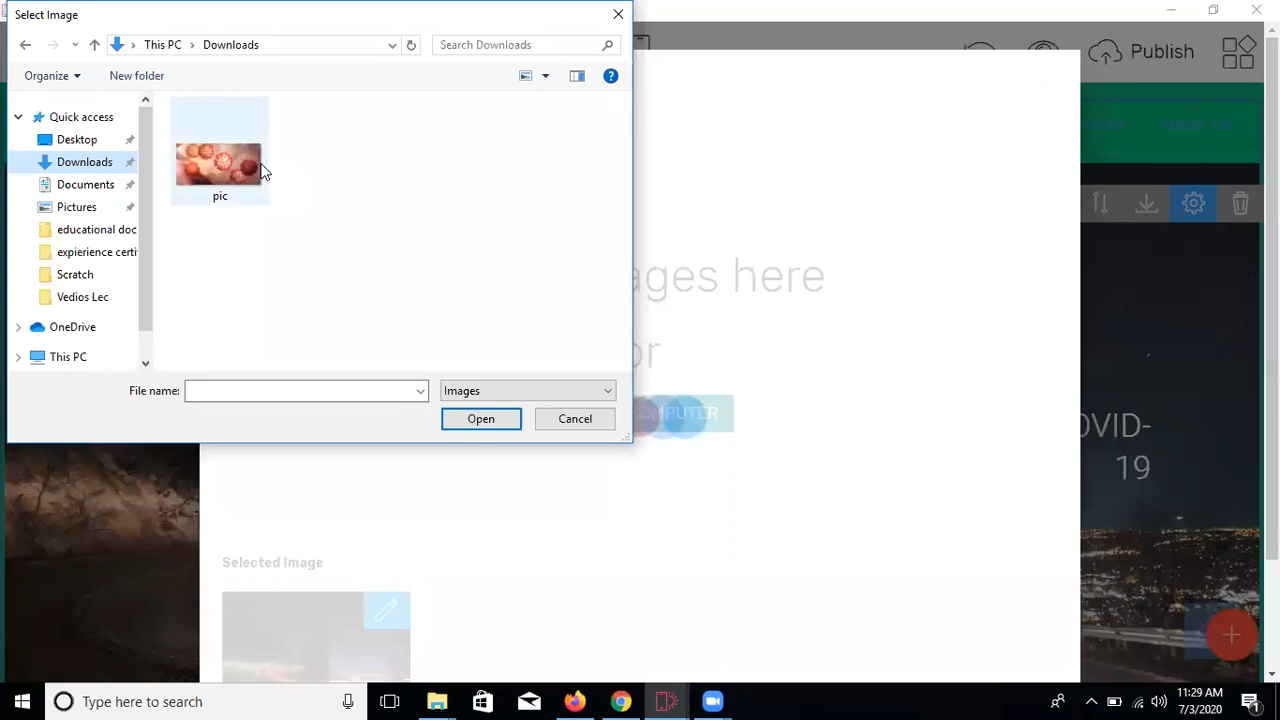 Select Image
This PC
Downloads
Search Downloads
Organize
New folder
Quick access
Desktop
Downloads
Documents
Pictures
educational doc
expierience certi
Scratch
Vedios Lec
OneDrive
This PC
pic
File name:
Images
Open
Cancel
Publish
ages here
or
OMPUTER
Selected Image
OVID-
19
Type here to search
11:29 AM
7/3/2020